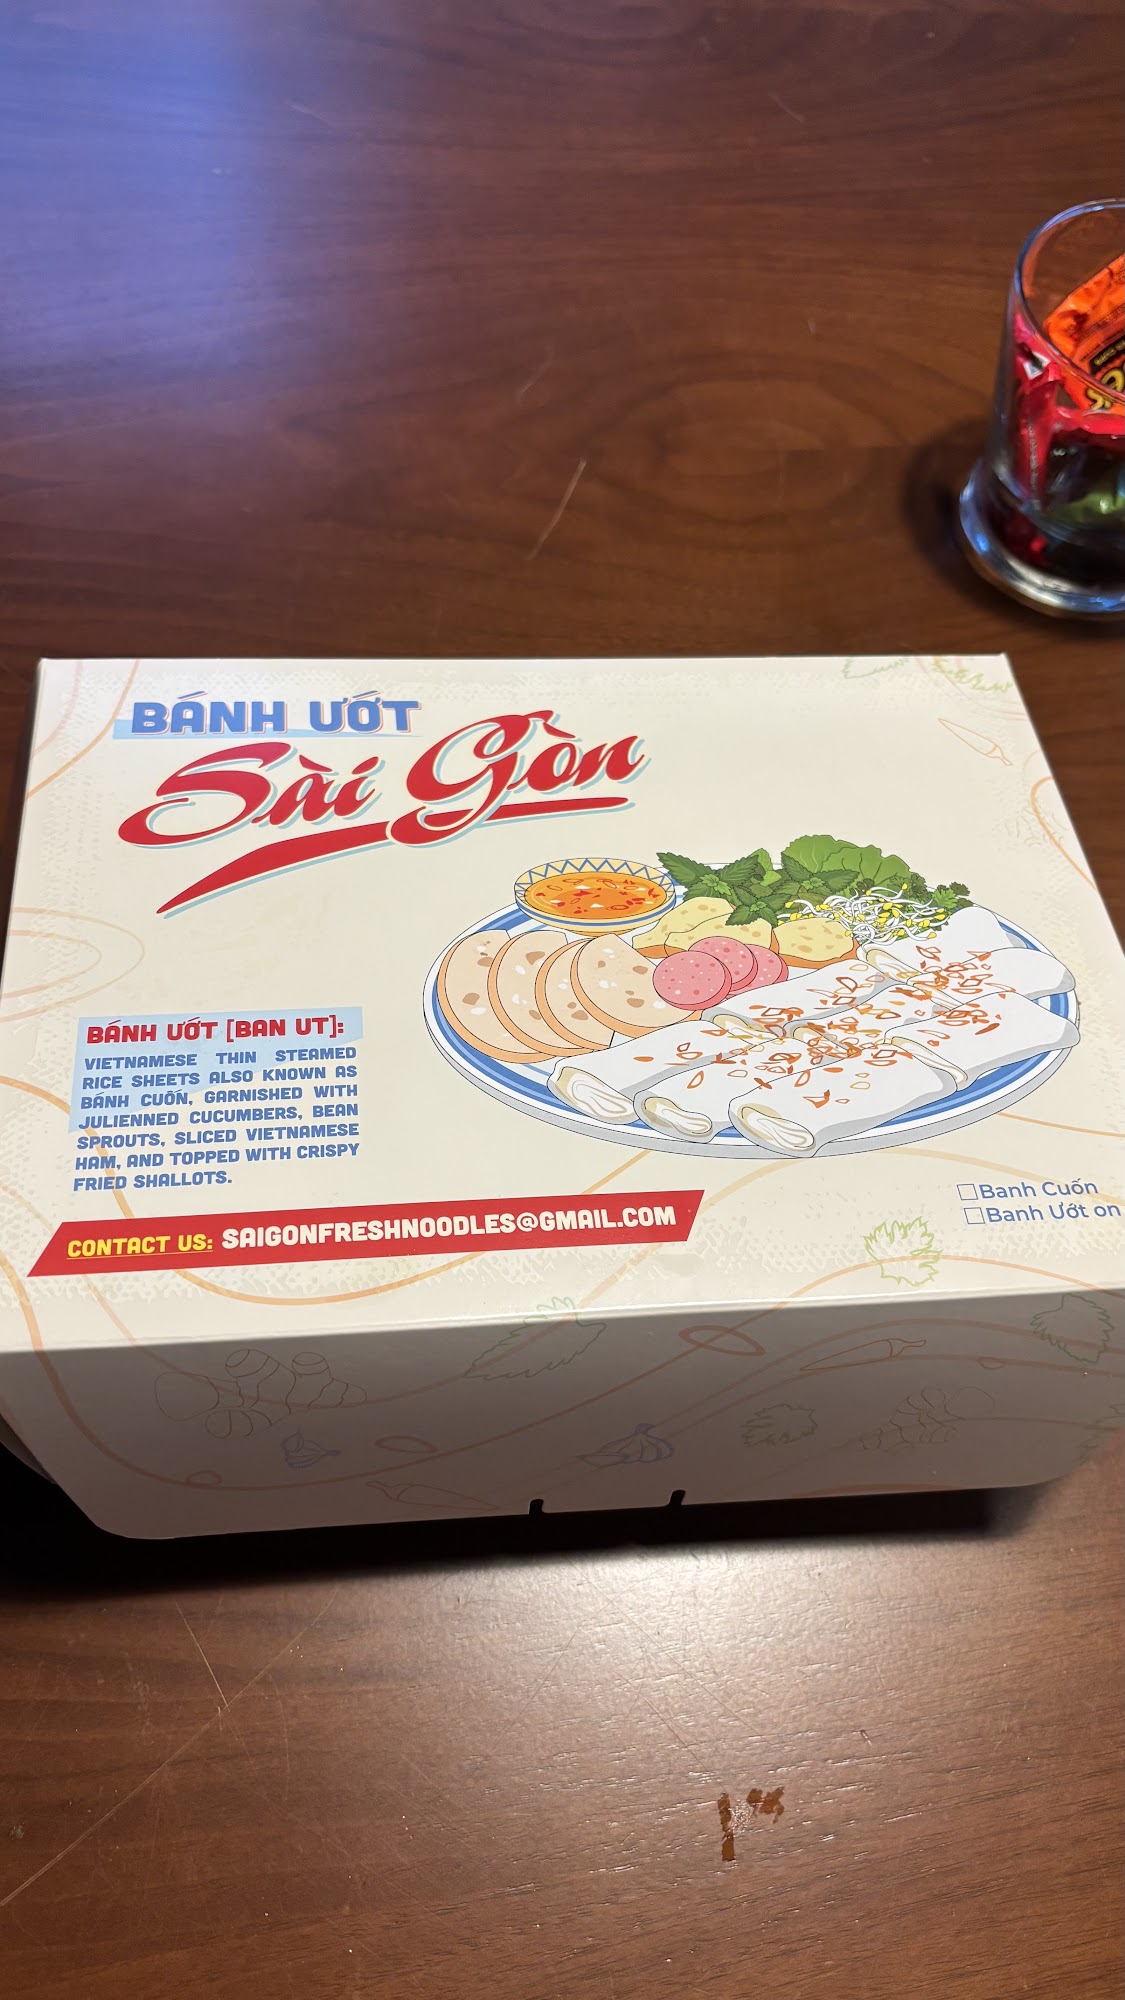 BÁNH ƯỚT
Sài Gòn
BÁNH ƯỚT [BAN UT]:
VIETNAMESE THIN STEAMED
RICE SHEETS ALSO KNOWN AS
BÁNH CUỐN, GARNISHED WITH
JULIENNED CUCUMBERS, BEAN
SPROUTS, SLICED VIETNAMESE
HAM, AND TOPPED WITH CRISPY
FRIED SHALLOTS.
CONTACT US: SAIGONFRESHNOODLES@GMAIL.COM
Banh Cuốn
Banh Ướt on